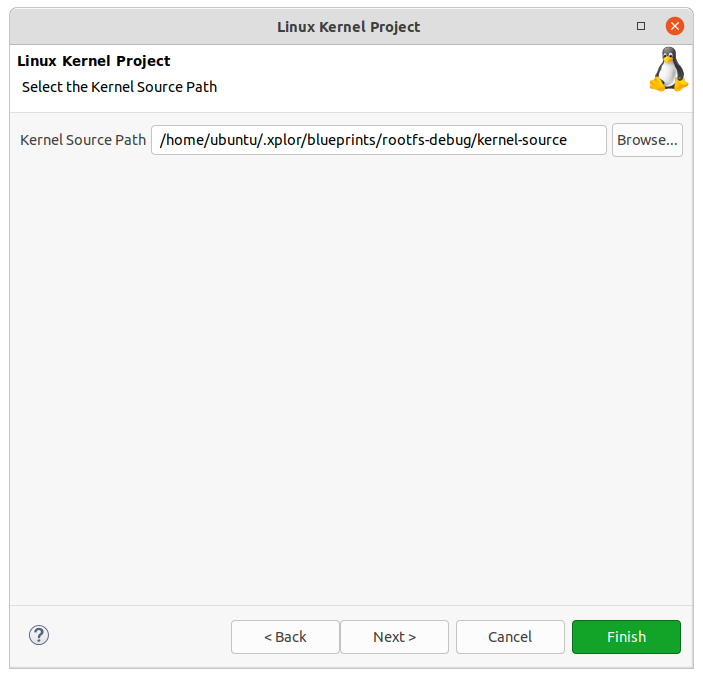 Linux Kernel Project
Linux Kernel Project
Select the Kernel Source Path
Kernel Source Path /home/ubuntu/.xplor/blueprints/rootfs-debug/kernel-source Browse...
? < Back Next > Cancel Finish